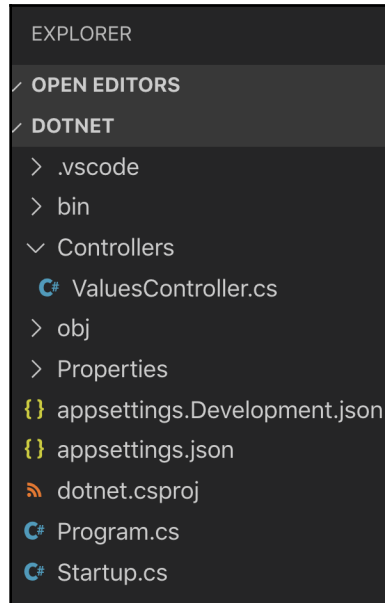 EXPLORER
OPEN EDITORS
DOTNET
.vscode
bin
Controllers
C# ValuesController.cs
obj
Properties
{} appsettings.Development.json
{} appsettings.json
dotnet.csproj
C# Program.cs
C# Startup.cs